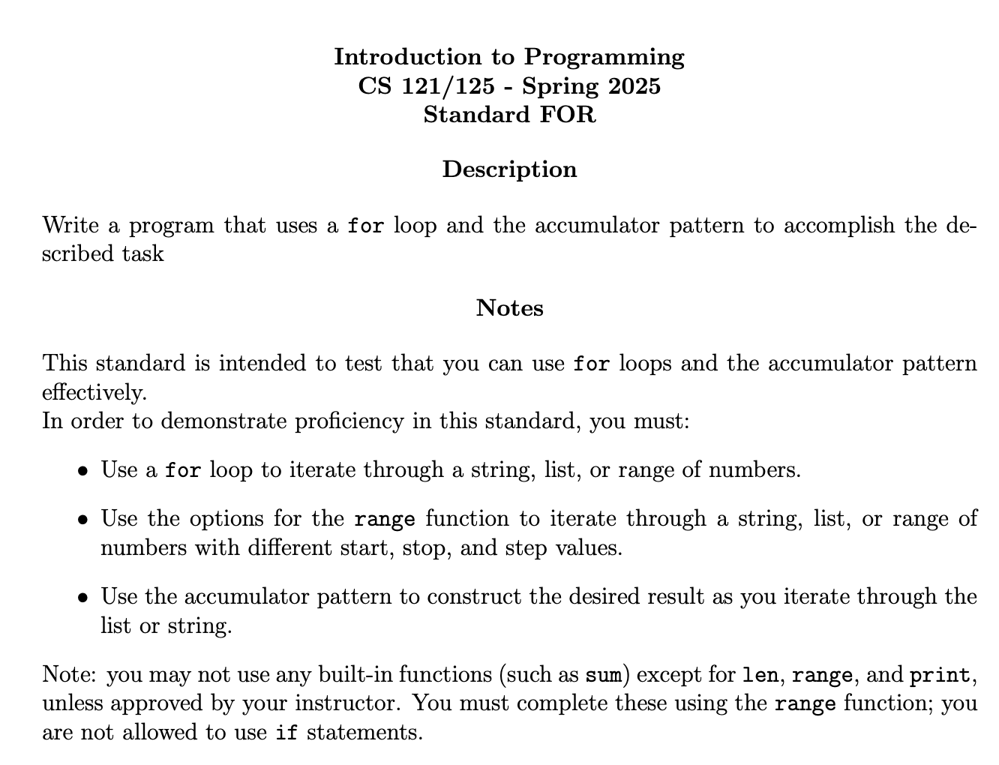 Introduction to Programming
CS 121/125 - Spring 2025
Standard FOR
Description
Write a program that uses a for loop and the accumulator pattern to accomplish the de-
scribed task
Notes
This standard is intended to test that you can use for loops and the accumulator pattern
effectively.
In order to demonstrate proficiency in this standard, you must:
• Use a for loop to iterate through a string, list, or range of numbers.
• Use the options for the range function to iterate through a string, list, or range of
numbers with different start, stop, and step values.
• Use the accumulator pattern to construct the desired result as you iterate through the
list or string.
Note: you may not use any built-in functions (such as sum) except for len, range, and print,
unless approved by your instructor. You must complete these using the range function; you
are not allowed to use if statements.